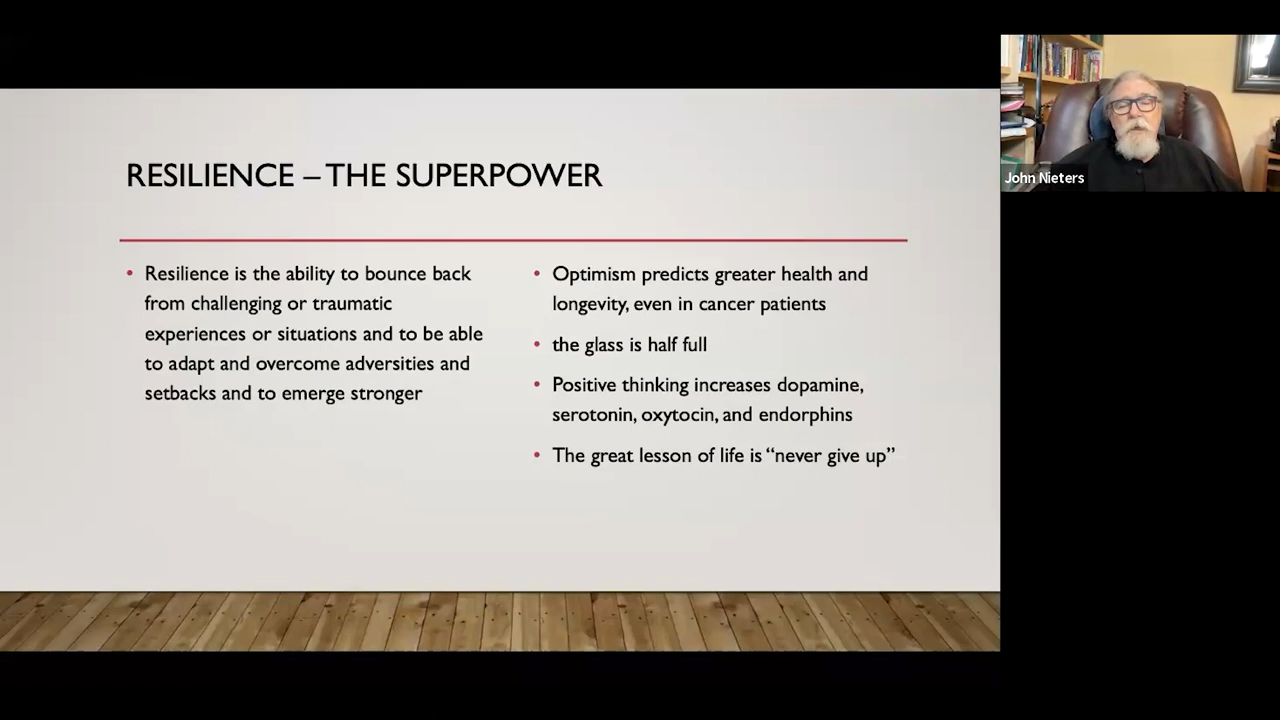 RESILIENCE – THE SUPERPOWER
• Resilience is the ability to bounce back
from challenging or traumatic
experiences or situations and to be able
to adapt and overcome adversities and
setbacks and to emerge stronger
• Optimism predicts greater health and
longevity, even in cancer patients
• the glass is half full
• Positive thinking increases dopamine,
serotonin, oxytocin, and endorphins
• The great lesson of life is “never give up”
John Nieters